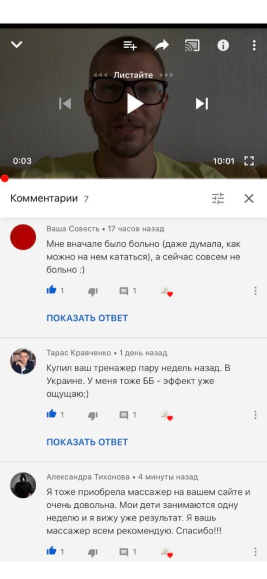 Листайте
0:03
10:01
Комментарии 7
Ваша Совесть • 17 часов назад
Мне вначале было больно (даже думала, как
можно на нем кататься), а сейчас совсем не
больно :)
1
1
ПОКАЗАТЬ ОТВЕТ
Тарас Кравченко • 1 день назад
Купил ваш тренажер пару недель назад. В
Украине. У меня тоже ББ - эффект уже
ощущаю;)
1
1
ПОКАЗАТЬ ОТВЕТ
Александра Тихонова • 4 минуты назад
Я тоже приобрела массажер на вашем сайте и
очень довольна. Мои дети занимаются одну
неделю и я вижу уже результат. Я вашь
массажер всем рекомендую. Спасибо!!!
1
1